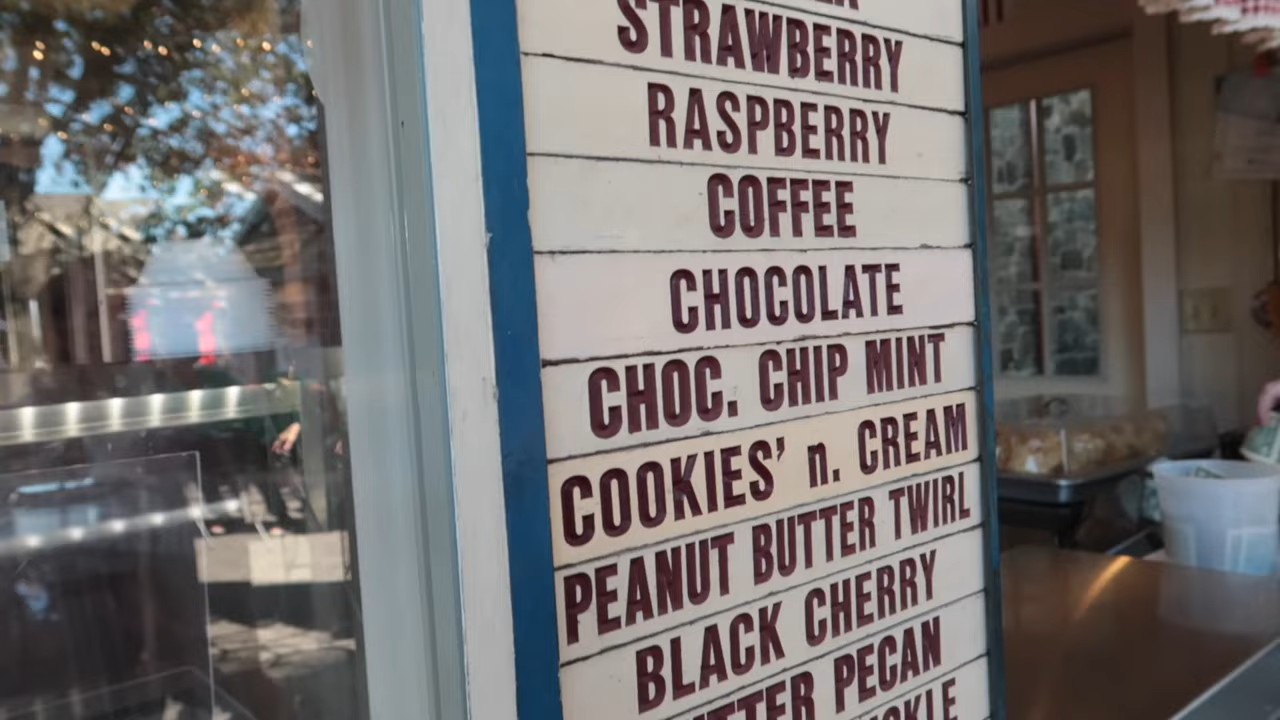 STRAWBERRY
RASPBERRY
COFFEE
CHOCOLATE
CHOC. CHIP MINT
COOKIES' n. CREAM
PEANUT BUTTER TWIRL
BLACK CHERRY
PECAN